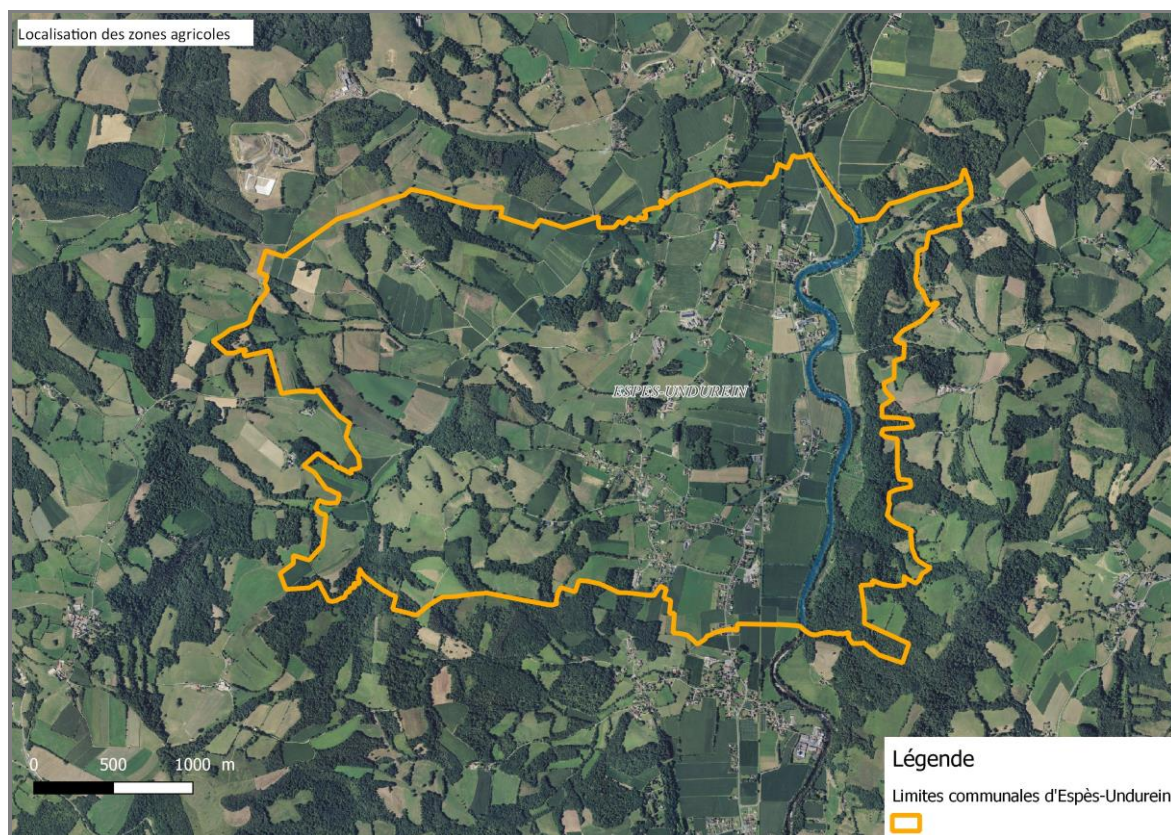 Localisation des zones agricoles
ESPES-UNDUREIN
0 500 1000 m
Légende
Limites communales d'Espès-Undurein